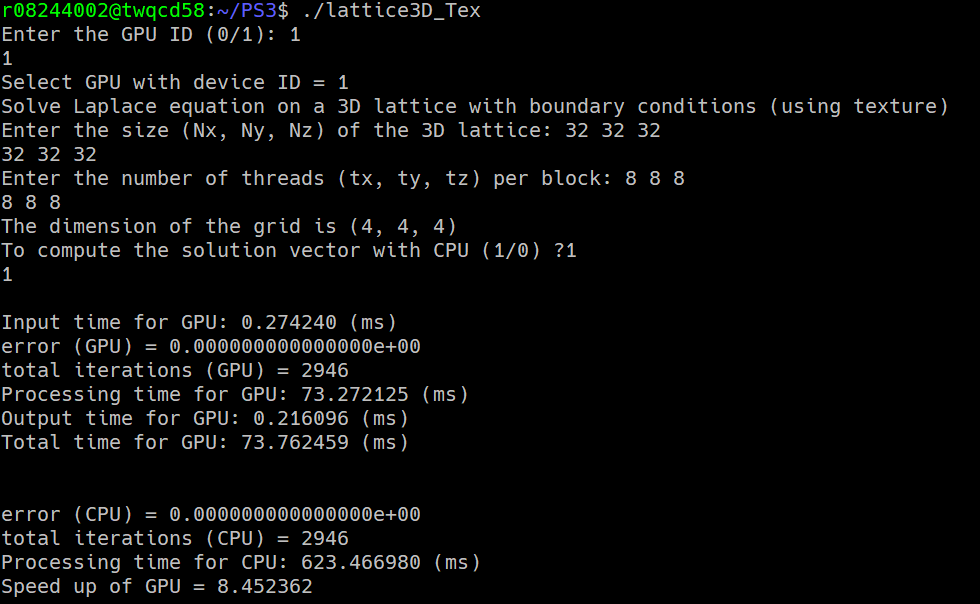 r08244002@twqcd58:~/PS3$ ./lattice3D_Tex
Enter the GPU ID (0/1): 1
1
Select GPU with device ID = 1
Solve Laplace equation on a 3D lattice with boundary conditions (using texture)
Enter the size (Nx, Ny, Nz) of the 3D lattice: 32 32 32
32 32 32
Enter the number of threads (tx, ty, tz) per block: 8 8 8
8 8 8
The dimension of the grid is (4, 4, 4)
To compute the solution vector with CPU (1/0) ?1
1
Input time for GPU: 0.274240 (ms)
error (GPU) = 0.000000000000000e+00
total iterations (GPU) = 2946
Processing time for GPU: 73.272125 (ms)
Output time for GPU: 0.216096 (ms)
Total time for GPU: 73.762459 (ms)
error (CPU) = 0.000000000000000e+00
total iterations (CPU) = 2946
Processing time for CPU: 623.466980 (ms)
Speed up of GPU = 8.452362